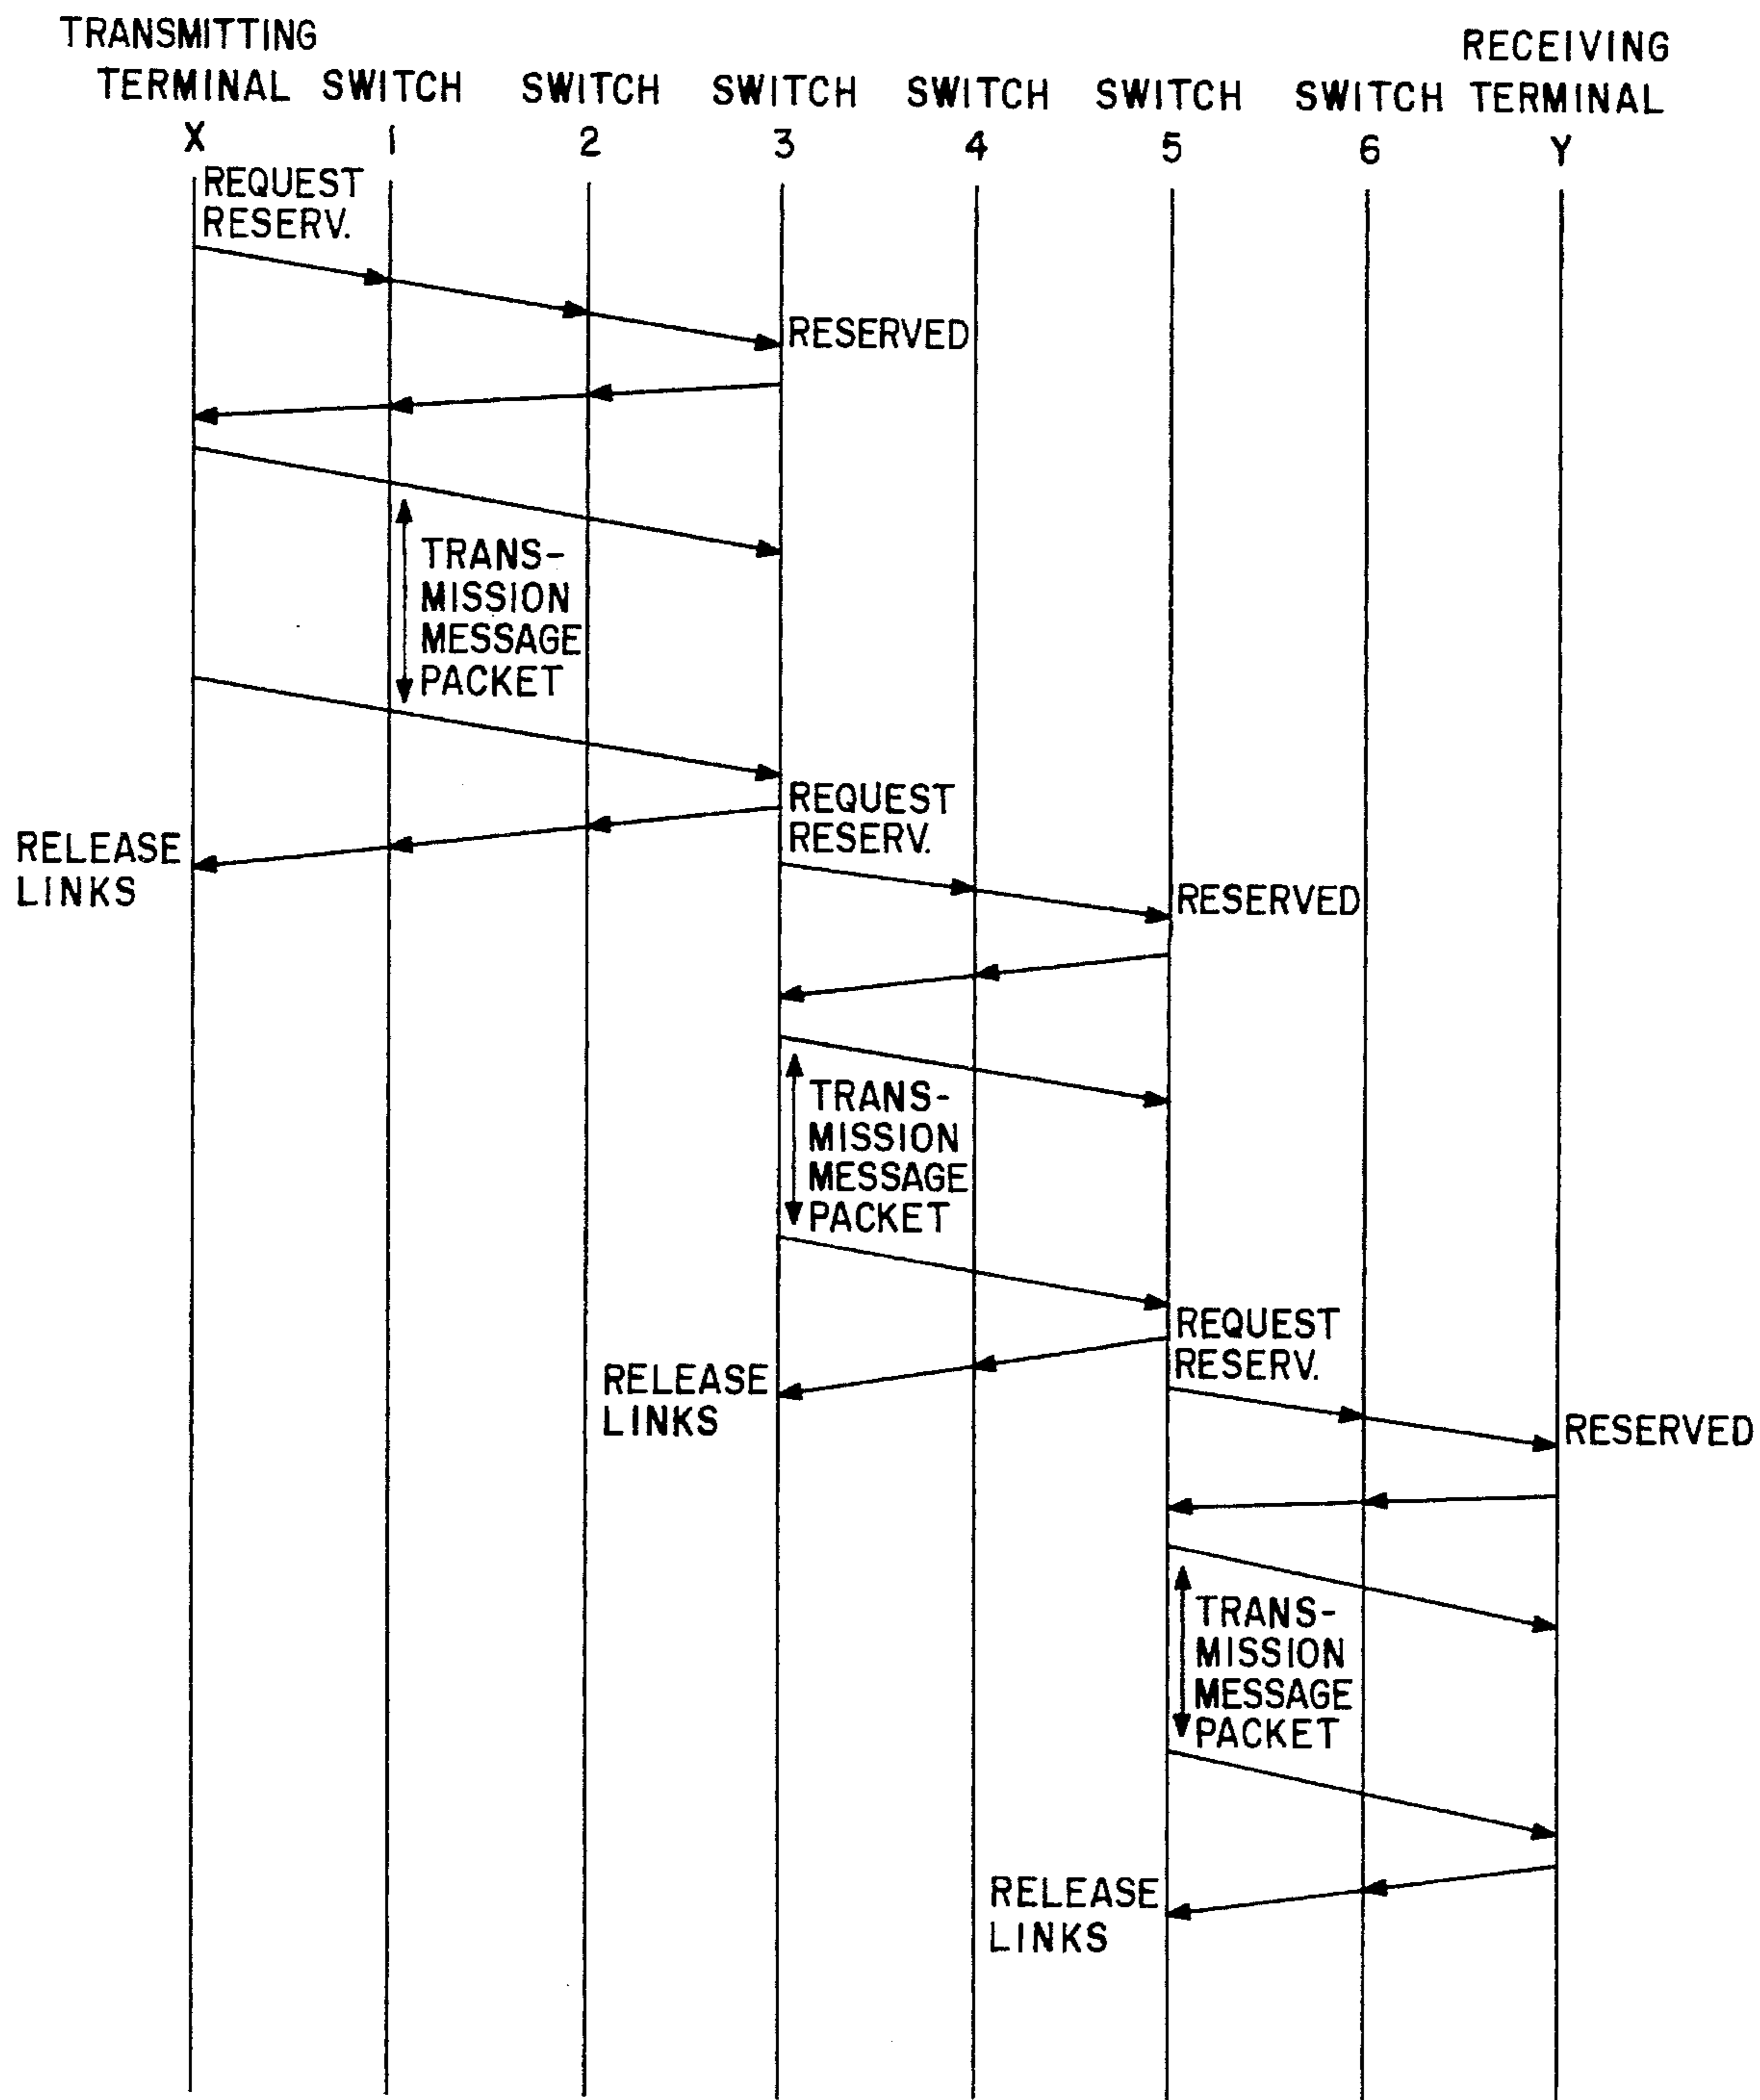 TRANSMITTING
TERMINAL
X
SWITCH
1
SWITCH
2
SWITCH
3
SWITCH
4
SWITCH
5
SWITCH
6
RECEIVING
TERMINAL
Y
REQUEST
RESERV.
RESERVED
TRANS-
MISSION
MESSAGE
PACKET
REQUEST
RESERV.
RELEASE
LINKS
RESERVED
TRANS-
MISSION
MESSAGE
PACKET
REQUEST
RESERV.
RELEASE
LINKS
RESERVED
TRANS-
MISSION
MESSAGE
PACKET
RELEASE
LINKS